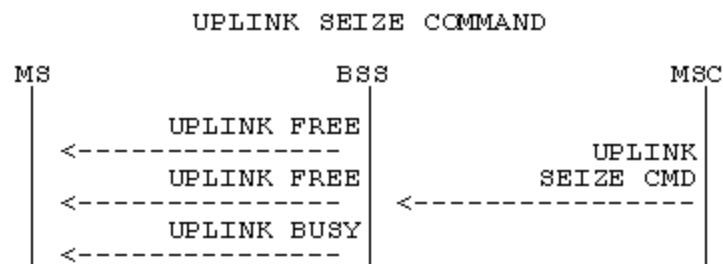 UPLINK SEIZE COMMAND
MS BSS MSC
UPLINK FREE
UPLINK
UPLINK FREE SEIZE CMD
UPLINK BUSY